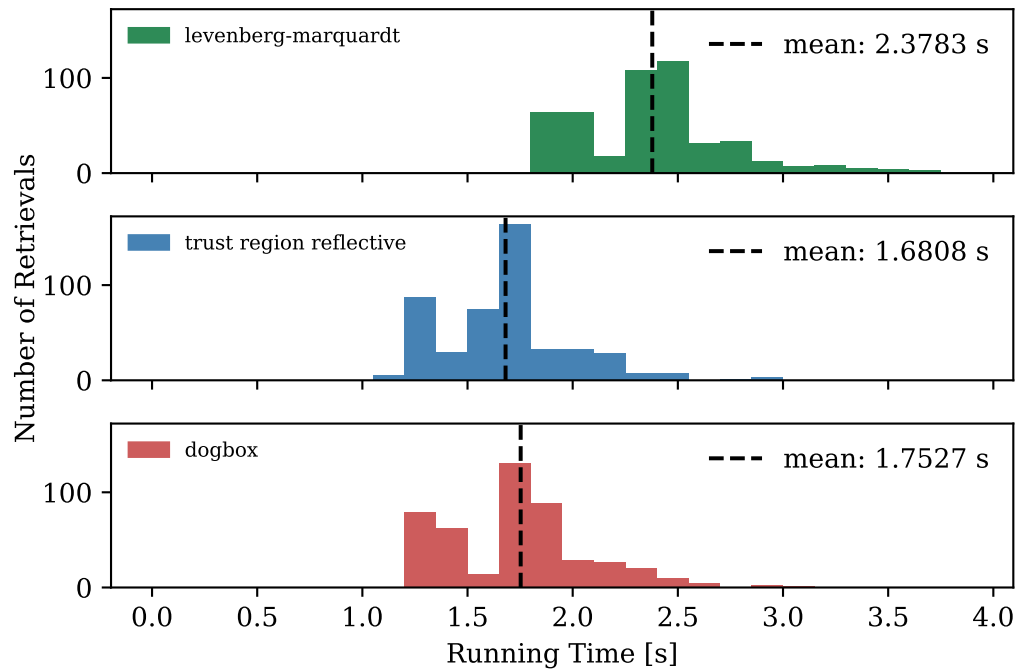 levenberg-marquardt
mean: 2.3783 s
100
0
trust region reflective
mean: 1.6808 s
100
0
Number of Retrievals
dogbox
mean: 1.7527 s
100
0
0.0 0.5 1.0 1.5 2.0 2.5 3.0 3.5 4.0
Running Time [s]